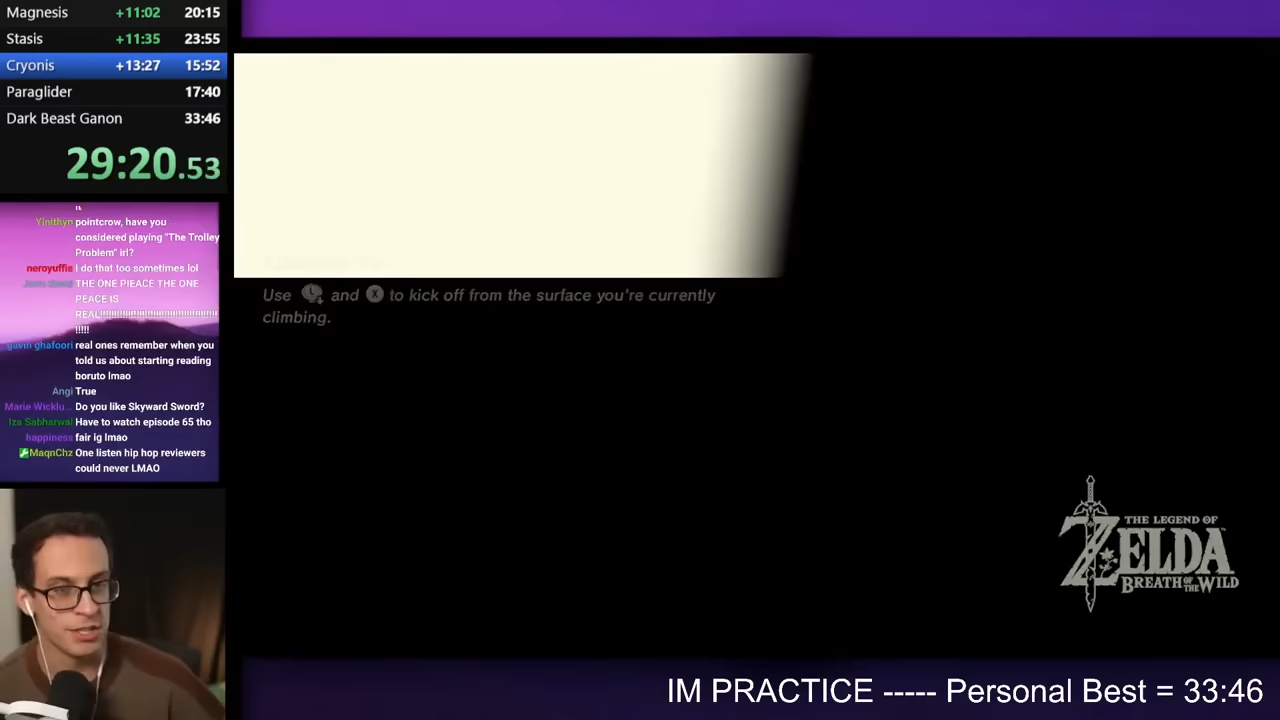 Magnesis +11:02 20:15
Stasis +11:35 23:55
Cryonis +13:27 15:52
Paraglider 17:40
Dark Beast Ganon 33:46
29:20.53
Yinithyn pointcrow, have you
considered playing "The Trolley
Problem" irl?
neroyuffie I do that too sometimes lol
THE ONE PIEACE THE ONE
PEACE IS
REAL!!!!!!!!!!!!!!!!!!!!!!!!!!!!!!!!!!!!!!!!!!!!!!
!!!!!
gavin ghafoori real ones remember when you
told us about starting reading
boruto lmao
Angi True
Marie Wicklu... Do you like Skyward Sword?
Iza Sabharwal Have to watch episode 65 tho
happiness fair ig lmao
MaqnChz One listen hip hop reviewers
could never LMAO
Use L and X to kick off from the surface you're currently
climbing.
THE LEGEND OF
ZELDA
BREATH OF THE WILD
IM PRACTICE ----- Personal Best = 33:46